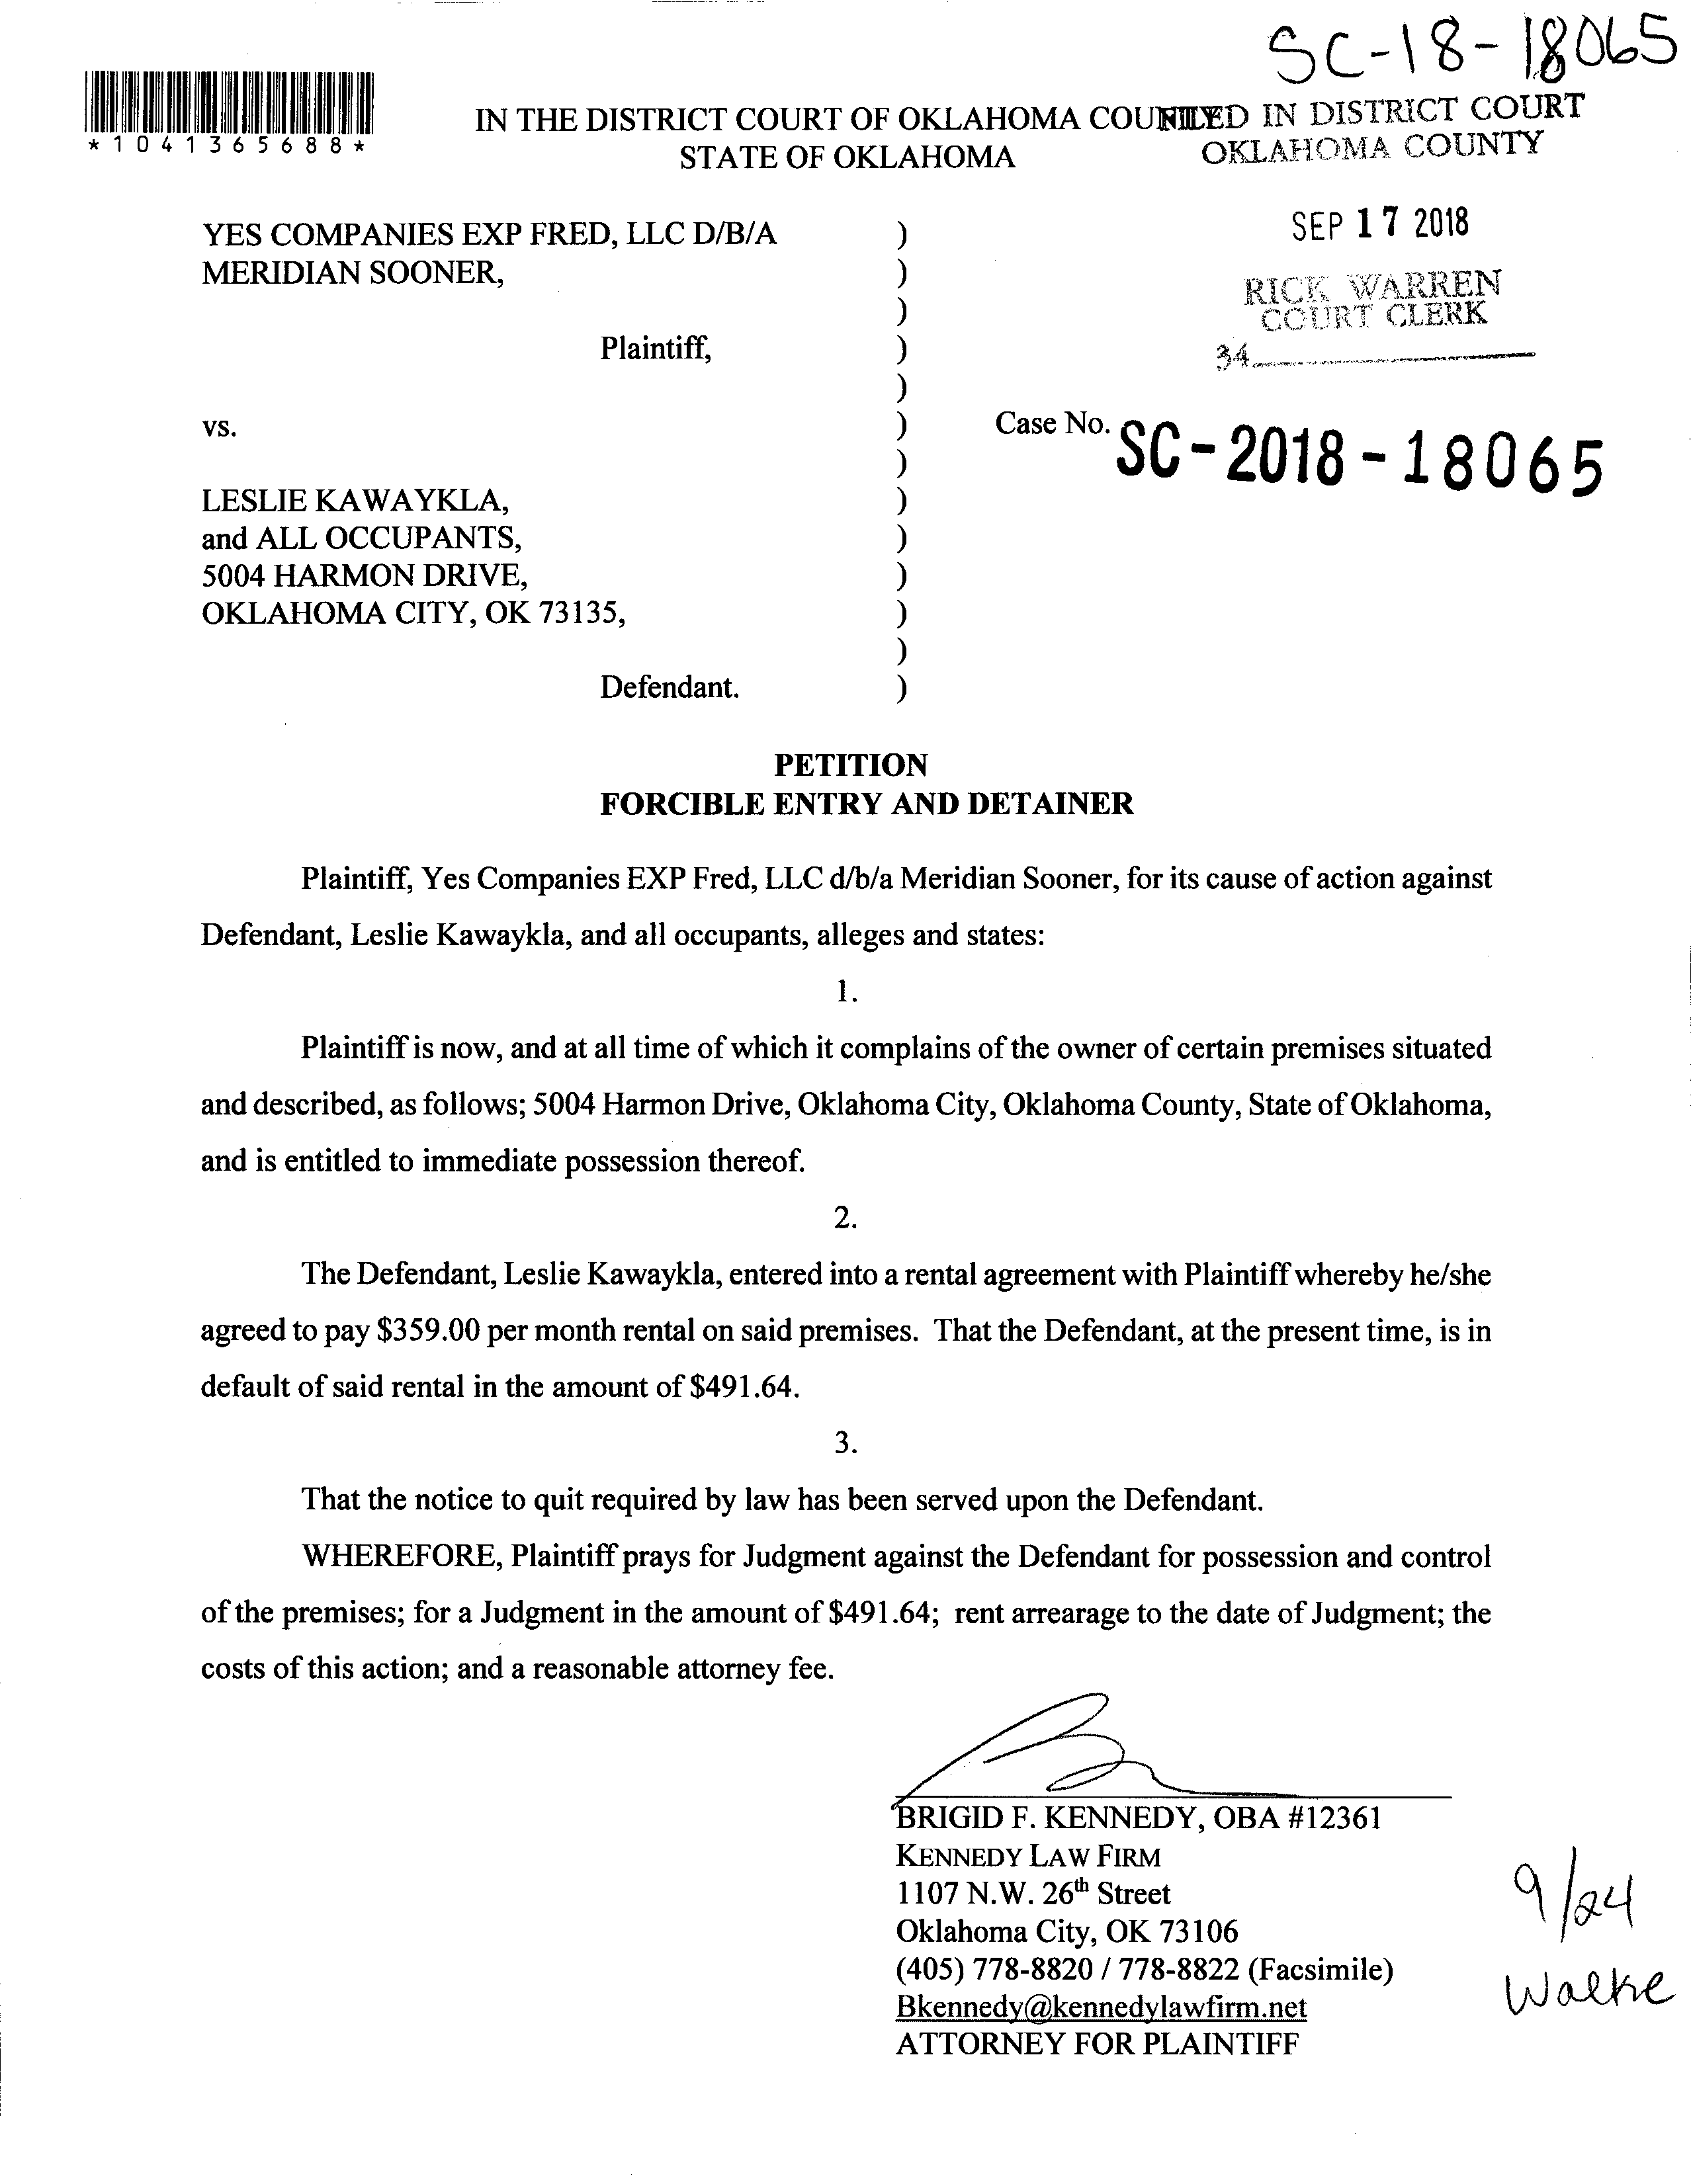 SC-18-18065
*1041365688*
IN THE DISTRICT COURT OF OKLAHOMA COUNTY
STATE OF OKLAHOMA
FILED IN DISTRICT COURT
OKLAHOMA COUNTY
SEP 17 2018
RICK WARREN
COURT CLERK
34
YES COMPANIES EXP FRED, LLC D/B/A )
MERIDIAN SOONER, )
)
Plaintiff, )
)
vs. )
)
LESLIE KAWAYKLA, )
and ALL OCCUPANTS, )
5004 HARMON DRIVE, )
OKLAHOMA CITY, OK 73135, )
)
Defendant. )
Case No. SC-2018-18065
PETITION
FORCIBLE ENTRY AND DETAINER
Plaintiff, Yes Companies EXP Fred, LLC d/b/a Meridian Sooner, for its cause of action against
Defendant, Leslie Kawaykla, and all occupants, alleges and states:
1.
Plaintiff is now, and at all time of which it complains of the owner of certain premises situated
and described, as follows; 5004 Harmon Drive, Oklahoma City, Oklahoma County, State of Oklahoma,
and is entitled to immediate possession thereof.
2.
The Defendant, Leslie Kawaykla, entered into a rental agreement with Plaintiff whereby he/she
agreed to pay $359.00 per month rental on said premises. That the Defendant, at the present time, is in
default of said rental in the amount of $491.64.
3.
That the notice to quit required by law has been served upon the Defendant.
WHEREFORE, Plaintiff prays for Judgment against the Defendant for possession and control
of the premises; for a Judgment in the amount of $491.64; rent arrearage to the date of Judgment; the
costs of this action; and a reasonable attorney fee.
BRIGID F. KENNEDY, OBA #12361
KENNEDY LAW FIRM
1107 N.W. 26th Street
Oklahoma City, OK 73106
(405) 778-8820 / 778-8822 (Facsimile)
Bkennedy@kennedylawfirm.net
ATTORNEY FOR PLAINTIFF
9/24
Walke